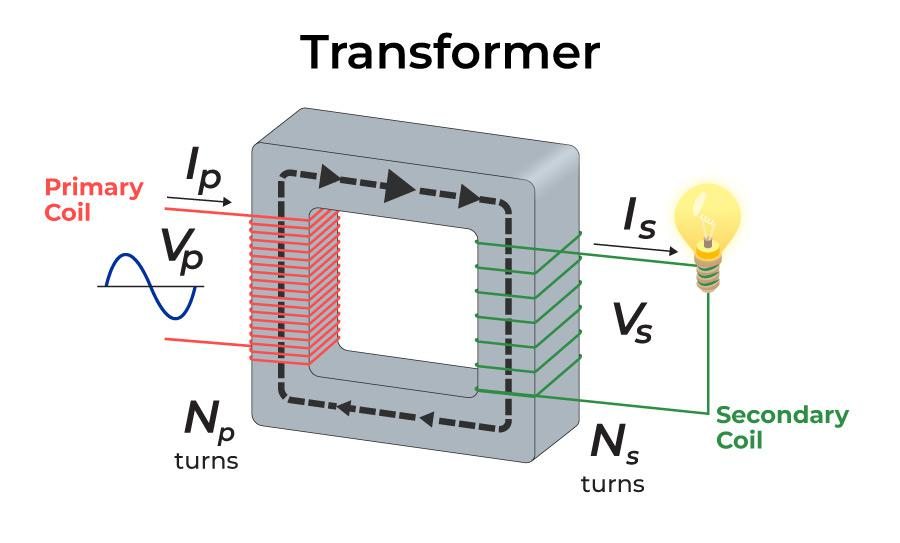 Transformer
Primary
Coil
Ip
Vp
Is
Vs
Np
turns
Ns
turns
Secondary
Coil